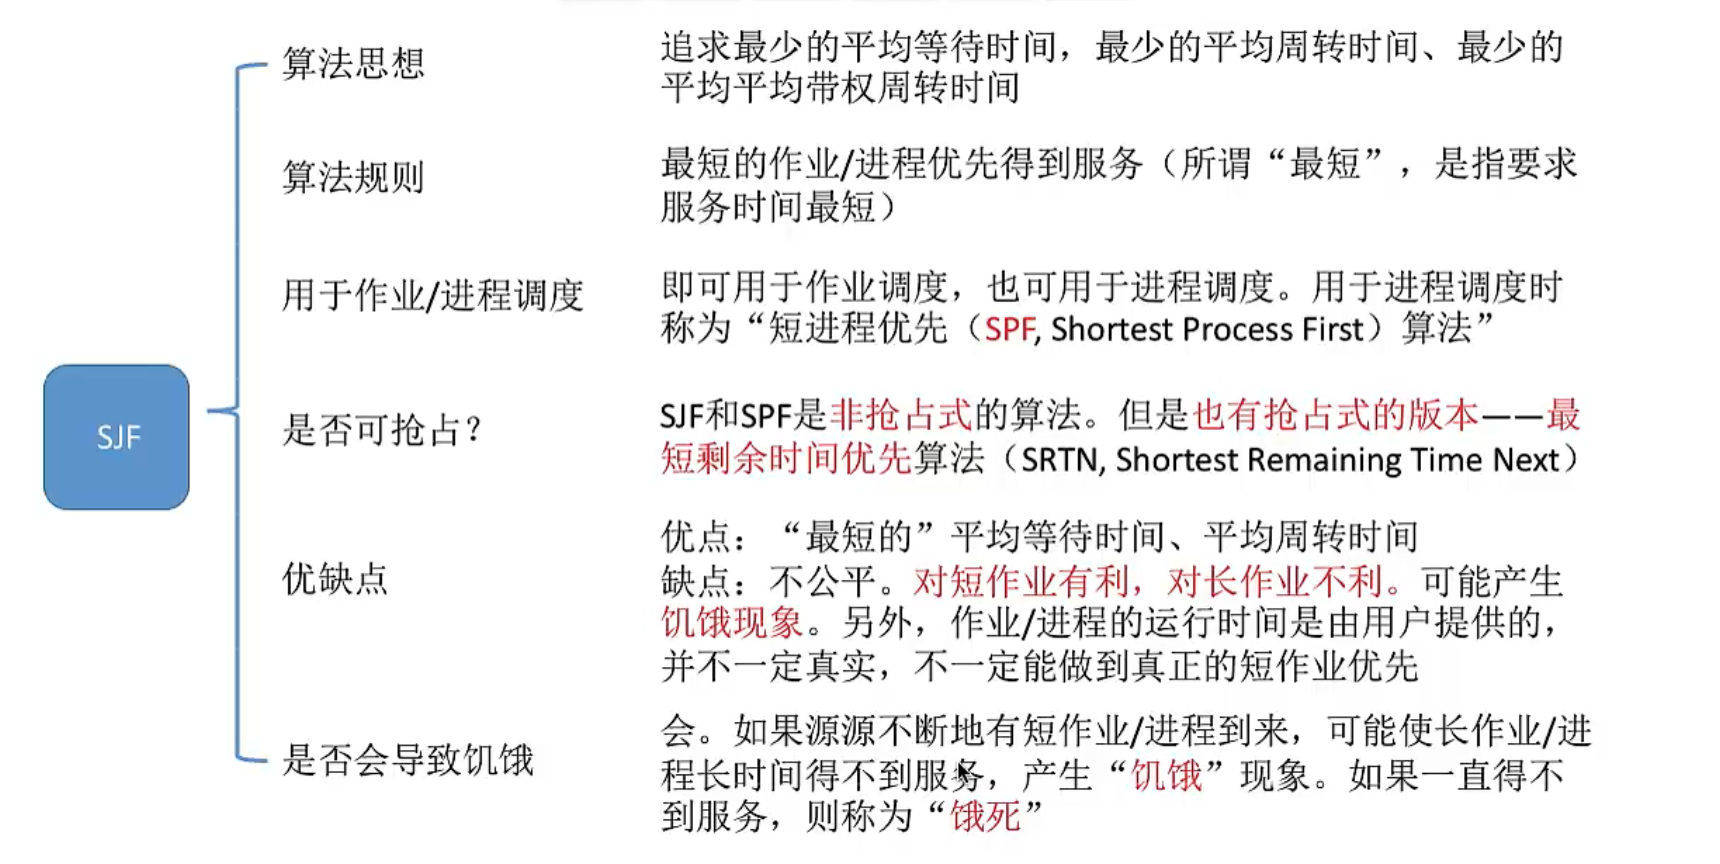 SJF
算法思想
追求最少的平均等待时间，最少的平均周转时间、最少的
平均平均带权周转时间
算法规则
最短的作业/进程优先得到服务（所谓“最短”，是指要求
服务时间最短）
用于作业/进程调度
即可用于作业调度，也可用于进程调度。用于进程调度时
称为“短进程优先（SPF, Shortest Process First）算法”
是否可抢占？
SJF和SPF是非抢占式的算法。但是也有抢占式的版本——最
短剩余时间优先算法（SRTN, Shortest Remaining Time Next）
优缺点
优点：“最短的”平均等待时间、平均周转时间
缺点：不公平。对短作业有利，对长作业不利。可能产生
饥饿现象。另外，作业/进程的运行时间是由用户提供的，
并不一定真实，不一定能做到真正的短作业优先
是否会导致饥饿
会。如果源源不断地有短作业/进程到来，可能使长作业/进
程长时间得不到服务，产生“饥饿”现象。如果一直得不
到服务，则称为“饿死”